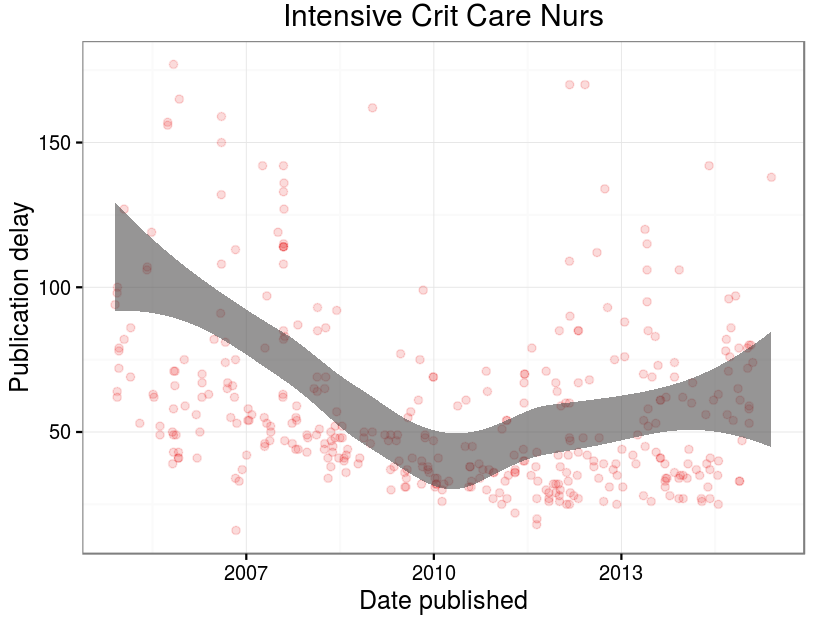 Intensive Crit Care Nurs
Publication delay
150
100
50
2007
2010
2013
Date published